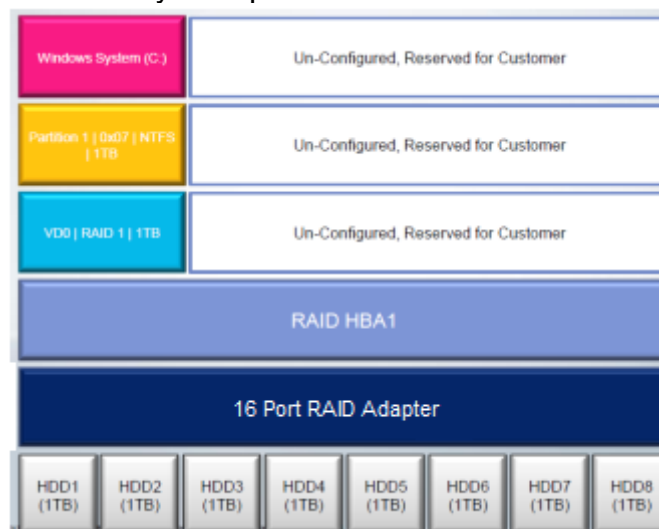 Windows System (C:)
Un-Configured, Reserved for Customer
Partition 1 | 0x07 | NTFS
| 1TB
Un-Configured, Reserved for Customer
VD0 | RAID 1 | 1TB
Un-Configured, Reserved for Customer
RAID HBA1
16 Port RAID Adapter
HDD1
(1TB)
HDD2
(1TB)
HDD3
(1TB)
HDD4
(1TB)
HDD5
(1TB)
HDD6
(1TB)
HDD7
(1TB)
HDD8
(1TB)